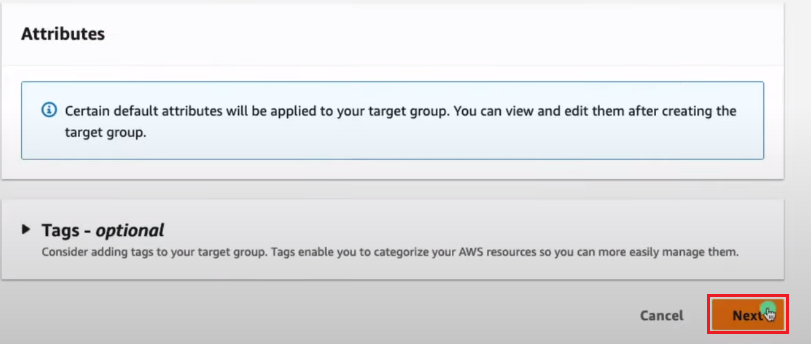 Attributes
Certain default attributes will be applied to your target group. You can view and edit them after creating the
target group.
Tags - optional
Consider adding tags to your target group. Tags enable you to categorize your AWS resources so you can more easily manage them.
Cancel
Next